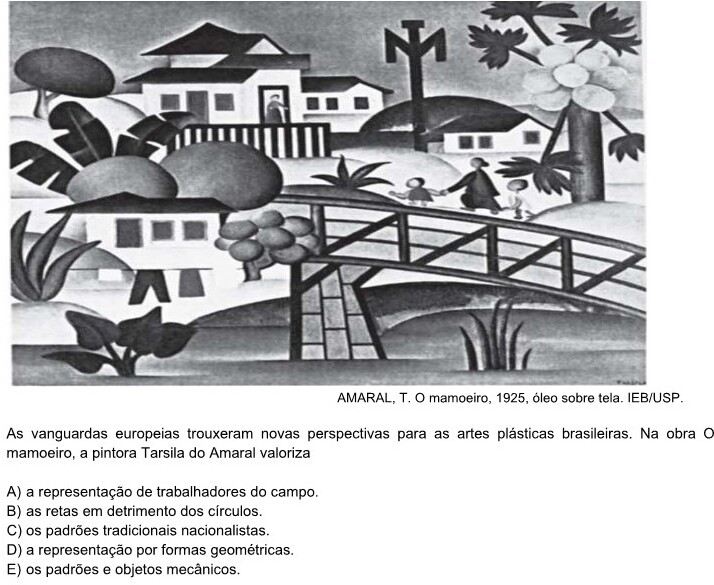 AMARAL, T. O mamoeiro, 1925, óleo sobre tela. IEB/USP.
As vanguardas europeias trouxeram novas perspectivas para as artes plásticas brasileiras. Na obra O
mamoeiro, a pintora Tarsila do Amaral valoriza
A) a representação de trabalhadores do campo.
B) as retas em detrimento dos círculos.
C) os padrões tradicionais nacionalistas.
D) a representação por formas geométricas.
E) os padrões e objetos mecânicos.